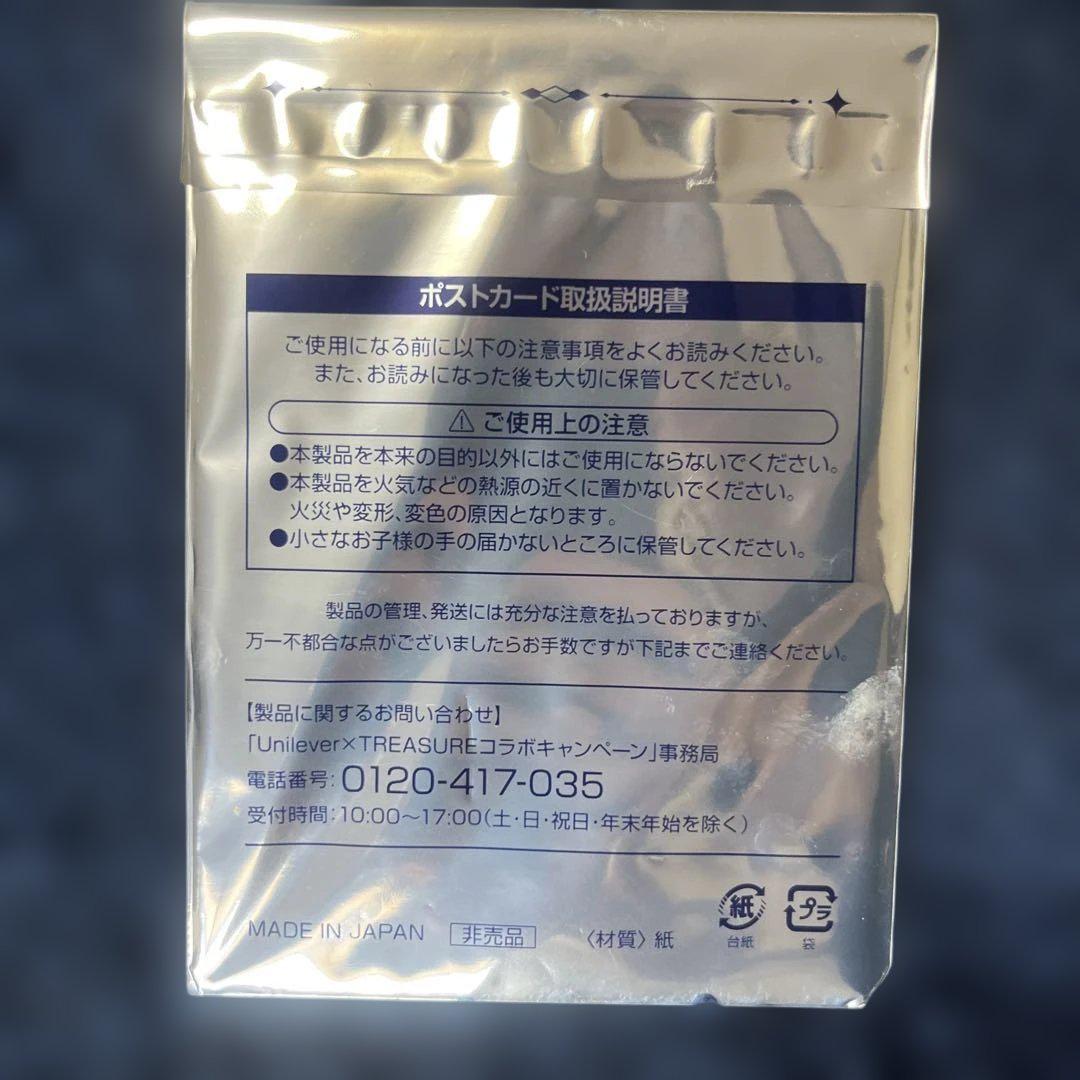 ポストカード取扱説明書
ご使用になる前に以下の注意事項をよくお読みください。
また、お読みになった後も大切に保管してください。
⚠ ご使用上の注意
●本製品を本来の目的以外にはご使用にならないでください。
●本製品を火気などの熱源の近くに置かないでください。
火災や変形、変色の原因となります。
●小さなお子様の手の届かないところに保管してください。
製品の管理、発送には充分な注意を払っておりますが、
万一不都合な点がございましたらお手数ですが下記までご連絡ください。
【製品に関するお問い合わせ】
「Unilever×TREASUREコラボキャンペーン」事務局
電話番号:0120-417-035
受付時間:10:00〜17:00(土・日・祝日・年末年始を除く)
MADE IN JAPAN 非売品 〈材質〉紙 紙 プラ
台紙 袋